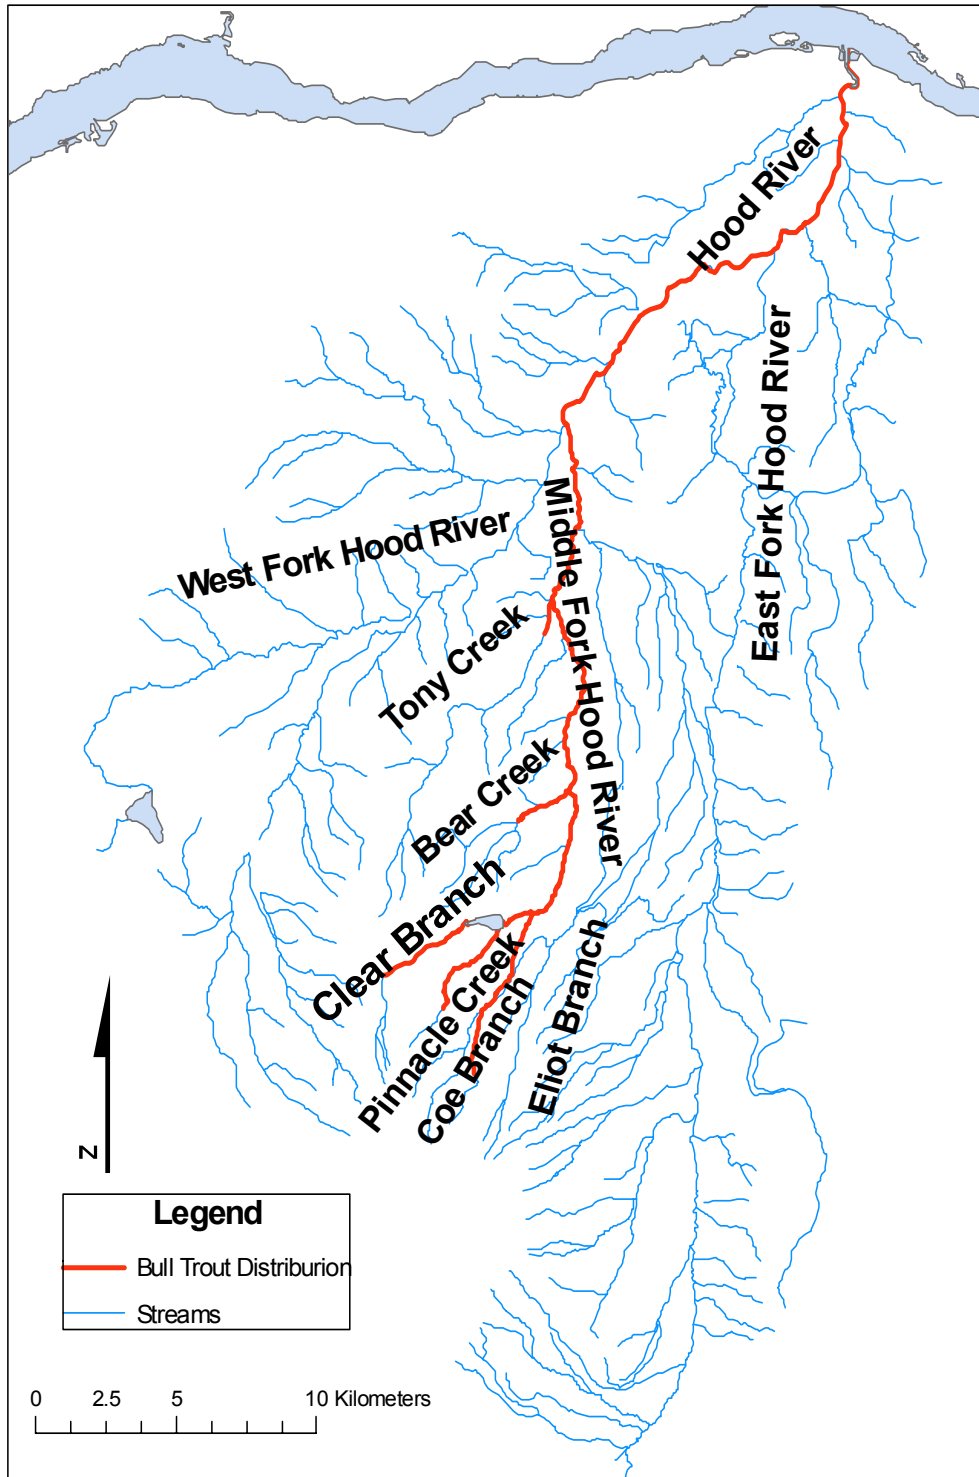 Hood River
East Fork Hood River
Middle Fork Hood River
West Fork Hood River
Tony Creek
Bear Creek
Clear Branch
Pinnacle Creek
Coe Branch
Eliot Branch
N
Legend
Bull Trout Distriburion
Streams
0 2.5 5 10 Kilometers